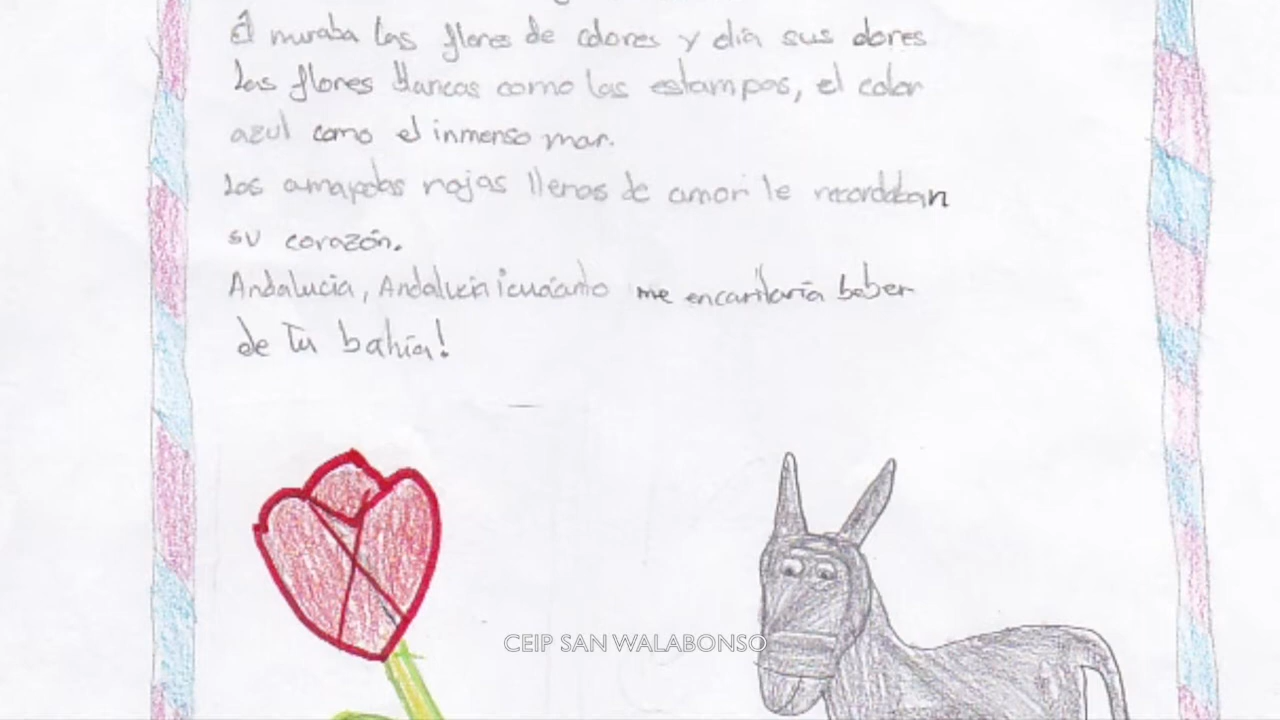 Él miraba las flores de colores y olía sus olores
Las flores blancas como las estampas, el color
azul como el inmenso mar.
Las amapolas rojas llenas de amor le recordaban
su corazón.
Andalucía, Andalucía ¡cuánto me encantaría beber
de tu bahía!
CEIP SAN WALABONSO